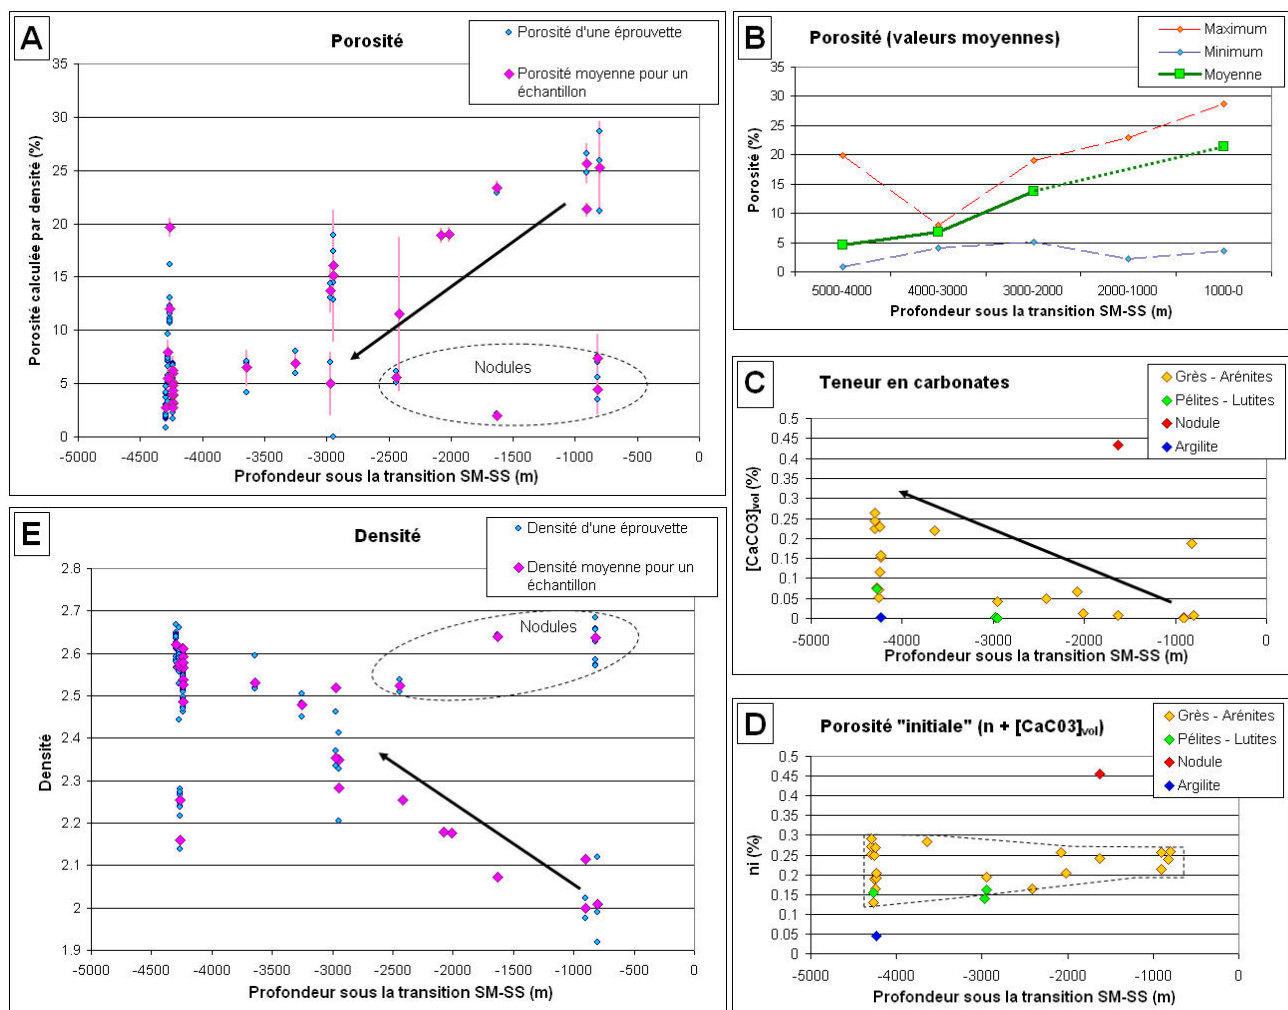 A
Porosité
Porosité d'une éprouvette
Porosité moyenne pour un
échantillon
Porosité calculée par densité (%)
35
30
25
20
15
10
5
0
Nodules
-5000 -4500 -4000 -3500 -3000 -2500 -2000 -1500 -1000 -500 0
Profondeur sous la transition SM-SS (m)
B
Porosité (valeurs moyennes)
Maximum
Minimum
Moyenne
Porosité (%)
35
30
25
20
15
10
5
0
5000-4000 4000-3000 3000-2000 2000-1000 1000-0
Profondeur sous la transition SM-SS (m)
C
Teneur en carbonates
Grès - Arénites
Pélites - Lutites
Nodule
Argilite
[CaCO3]vol (%)
0.5
0.45
0.4
0.35
0.3
0.25
0.2
0.15
0.1
0.05
0
-5000 -4000 -3000 -2000 -1000 0
Profondeur sous la transition SM-SS (m)
E
Densité
Densité d'une éprouvette
Densité moyenne pour un
échantillon
Densité
2.8
2.7
2.6
2.5
2.4
2.3
2.2
2.1
2
1.9
Nodules
-5000 -4500 -4000 -3500 -3000 -2500 -2000 -1500 -1000 -500 0
Profondeur sous la transition SM-SS (m)
D
Porosité "initiale" (n + [CaC03]vol)
Grès - Arénites
Pélites - Lutites
Nodule
Argilite
ni (%)
0.5
0.45
0.4
0.35
0.3
0.25
0.2
0.15
0.1
0.05
0
-5000 -4000 -3000 -2000 -1000 0
Profondeur sous la transition SM-SS (m)